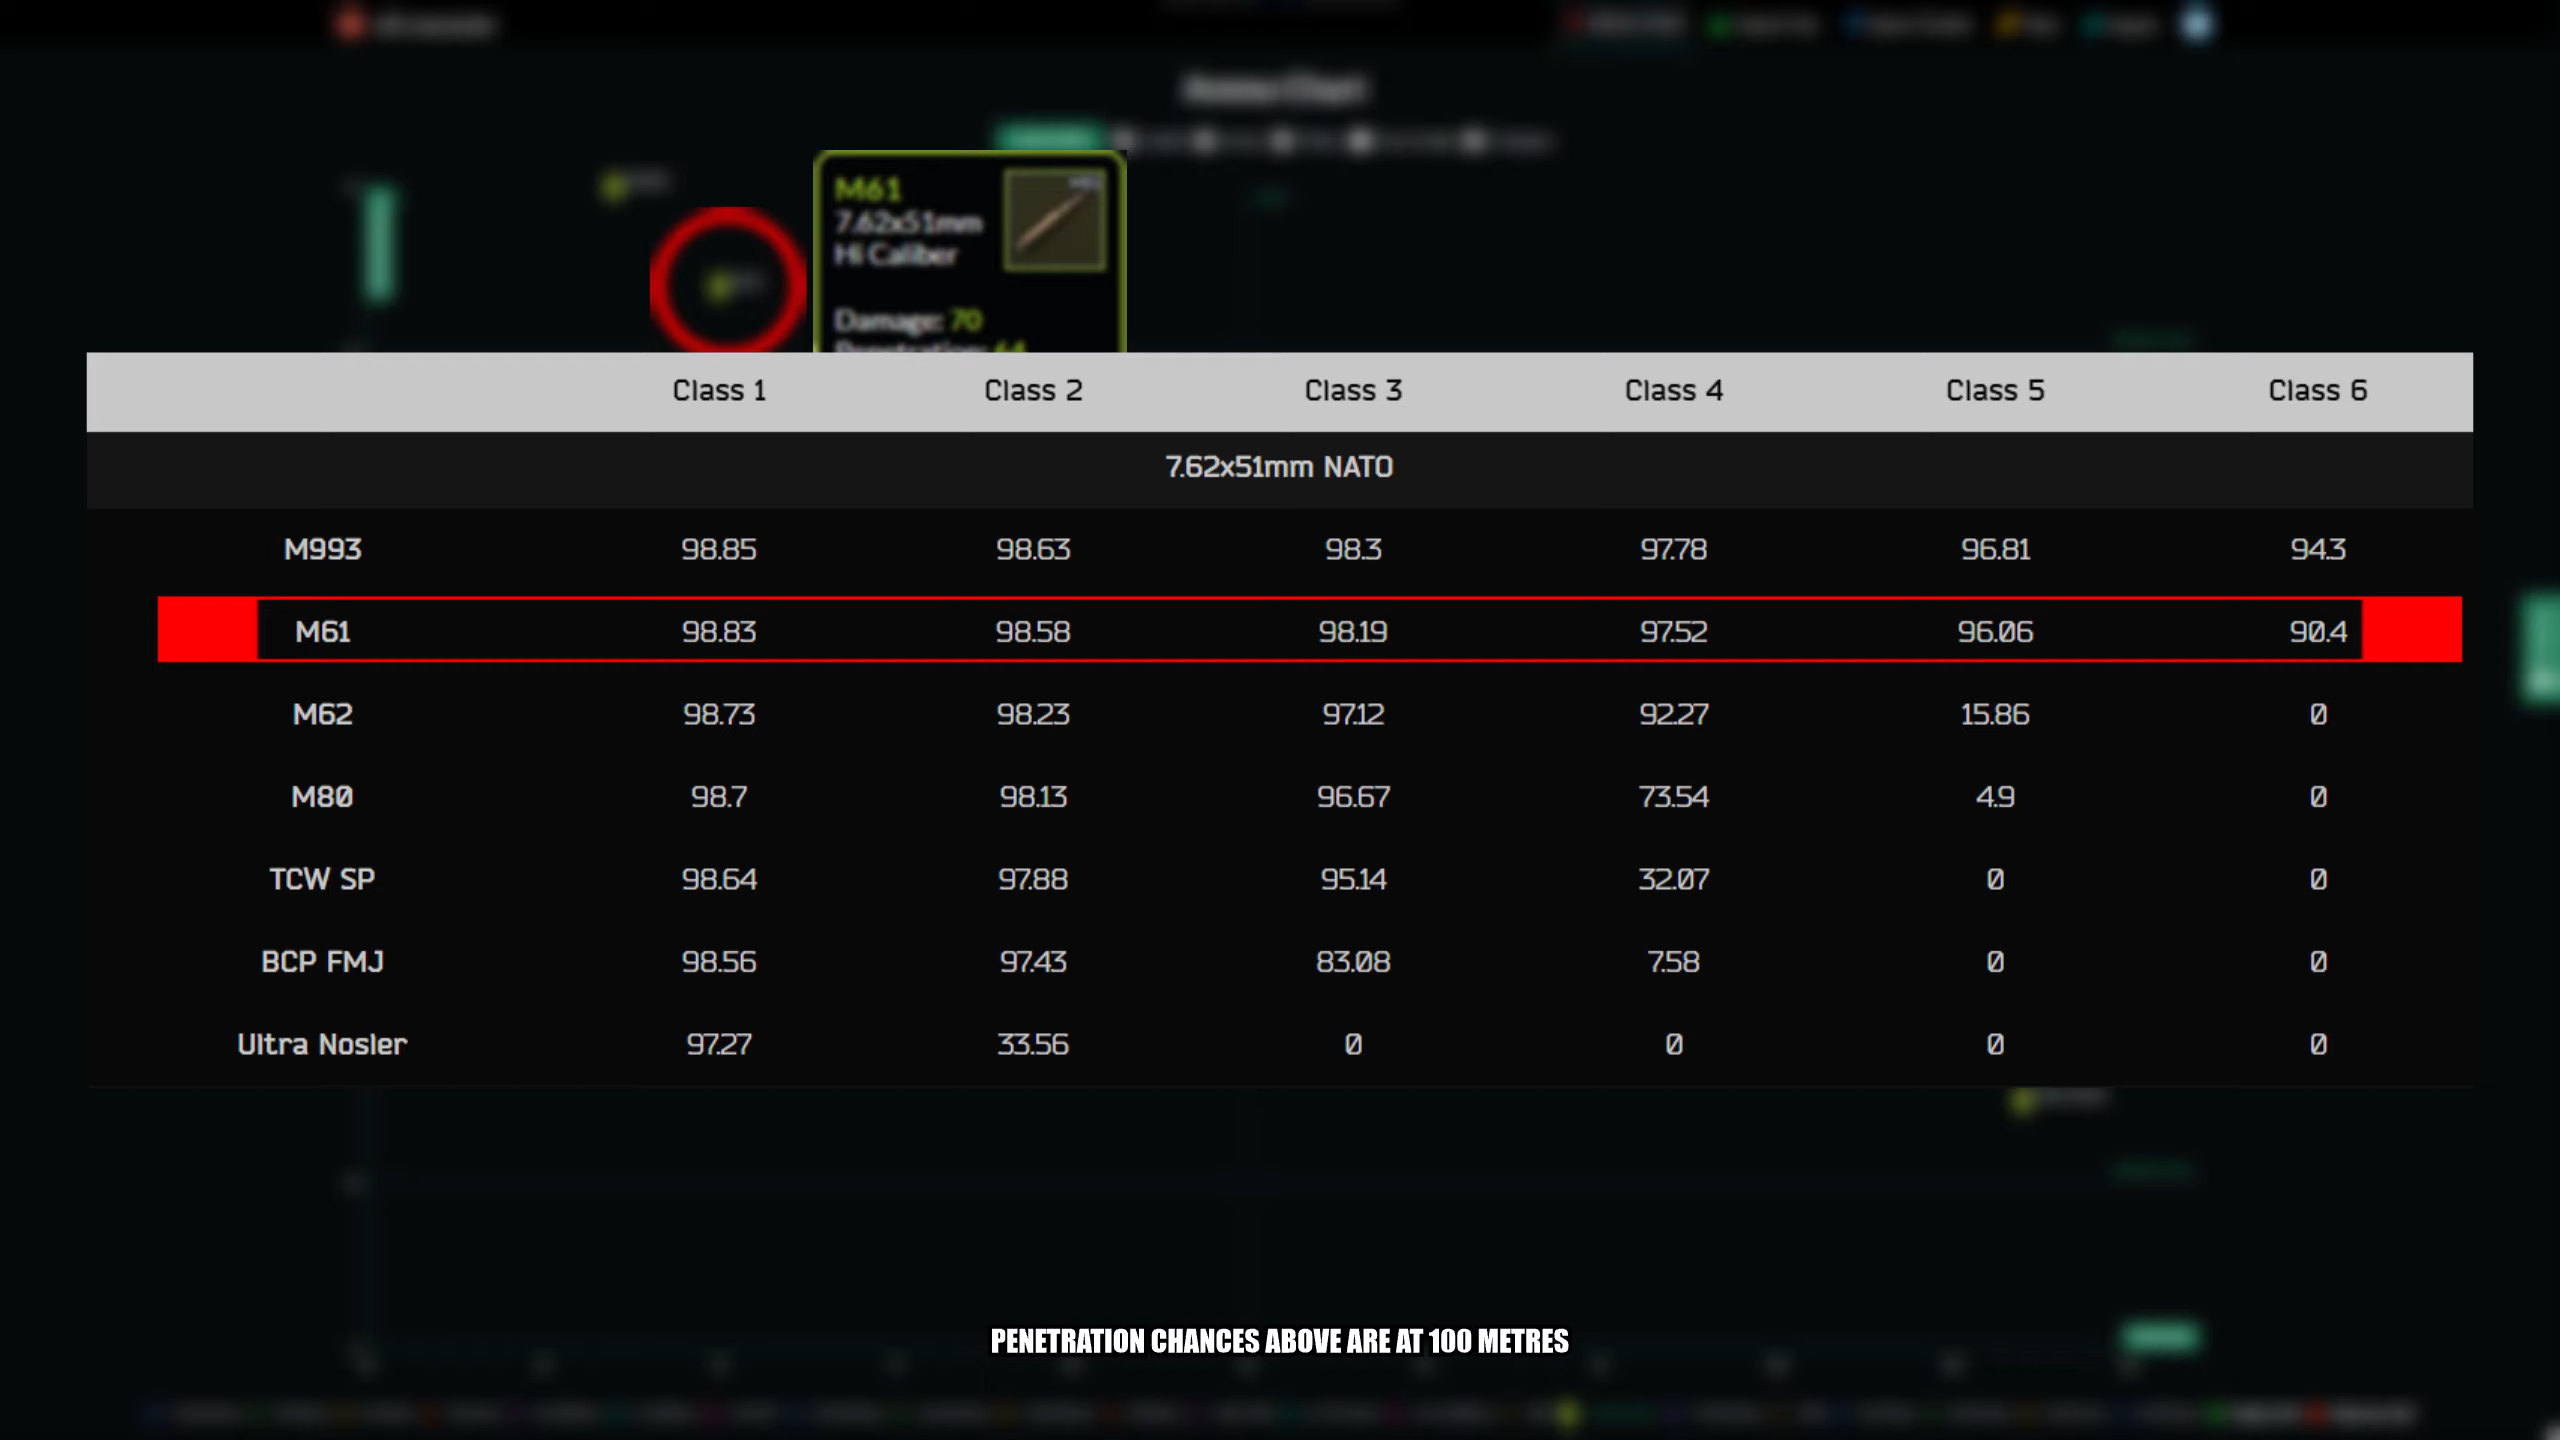 M61
7.62x51mm
Hi Caliber
Damage: 70
Penetration: 64
Class 1 Class 2 Class 3 Class 4 Class 5 Class 6
7.62x51mm NATO
M993 98.85 98.63 98.3 97.78 96.81 94.3
M61 98.83 98.58 98.19 97.52 96.06 90.4
M62 98.73 98.23 97.12 92.27 15.86 0
M80 98.7 98.13 96.67 73.54 4.9 0
TCW SP 98.64 97.88 95.14 32.07 0 0
BCP FMJ 98.56 97.43 83.08 7.58 0 0
Ultra Nosler 97.27 33.56 0 0 0 0
PENETRATION CHANCES ABOVE ARE AT 100 METRES